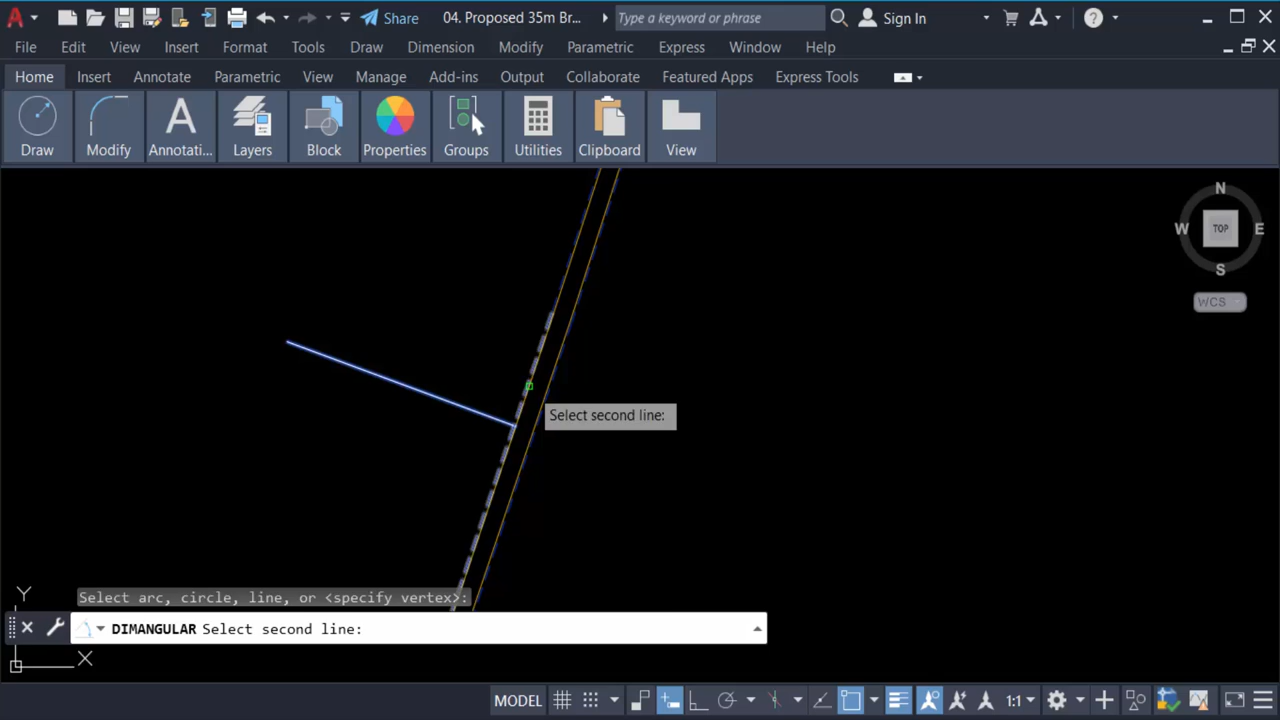 Share
04. Proposed 35m Br...
Type a keyword or phrase
Sign In
File Edit View Insert Format Tools Draw Dimension Modify Parametric Express Window Help
Home Insert Annotate Parametric View Manage Add-ins Output Collaborate Featured Apps Express Tools
Draw Modify Annotati... Layers Block Properties Groups Utilities Clipboard View
N
W TOP E
S
WCS
Select second line:
Y
Select arc, circle, line, or <specify vertex>:
DIMANGULAR Select second line:
X
MODEL 1:1